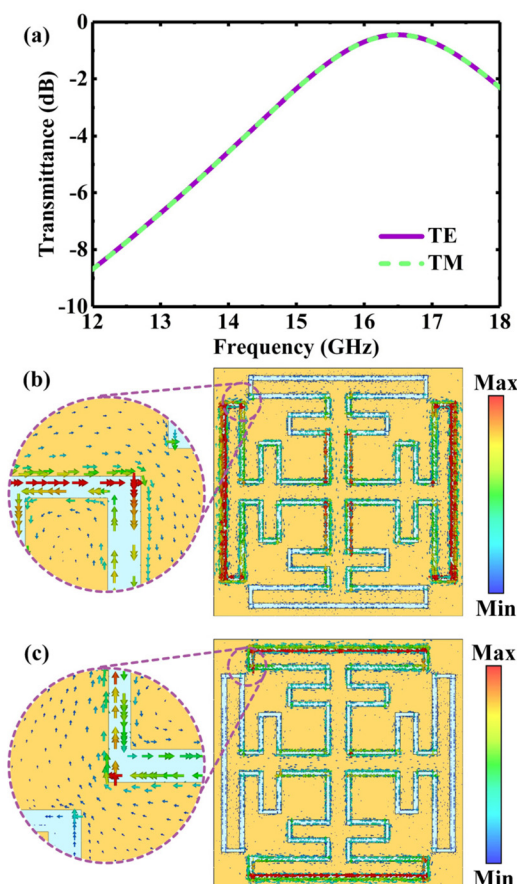 (a)
0
-2
-4
-6
-8
-10
Transmittance (dB)
TE
TM
12 13 14 15 16 17 18
Frequency (GHz)
(b)
Max
Min
(c)
Max
Min